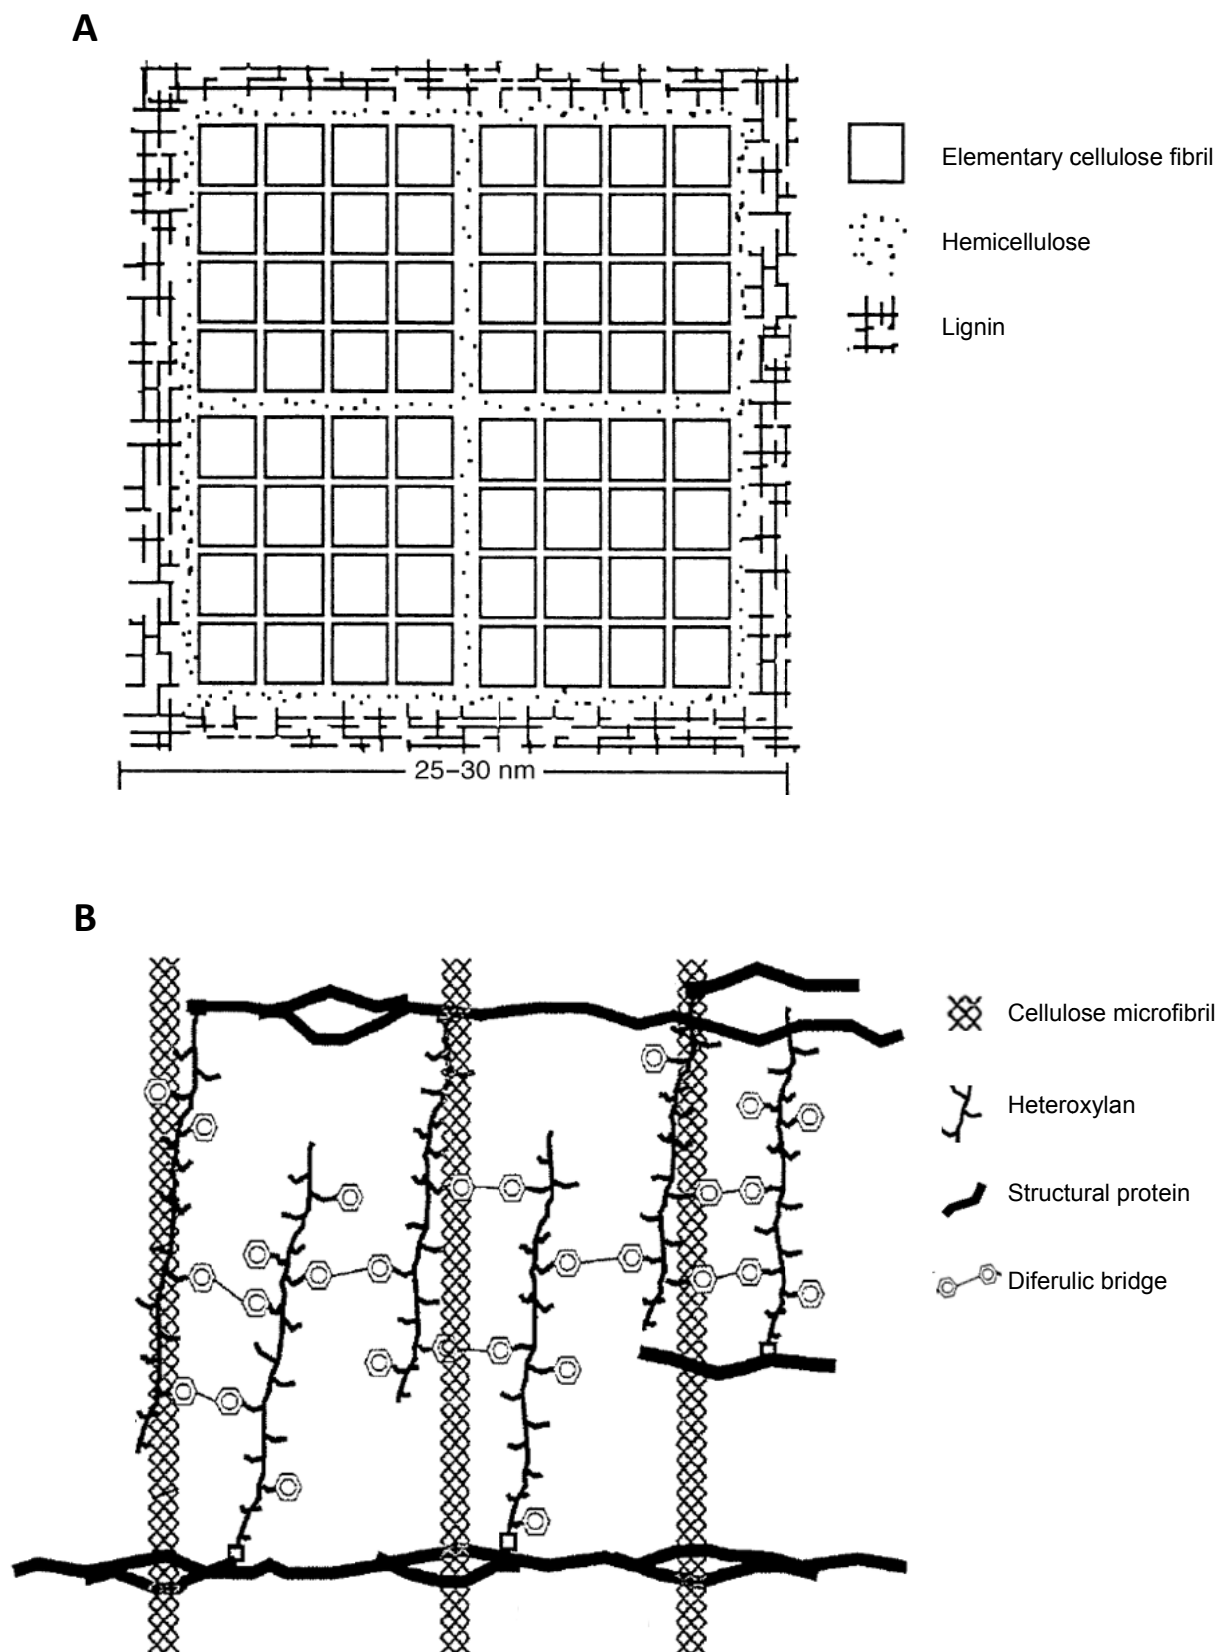 A
Elementary cellulose fibril
Hemicellulose
Lignin
25–30 nm
B
Cellulose microfibril
Heteroxylan
Structural protein
Diferulic bridge